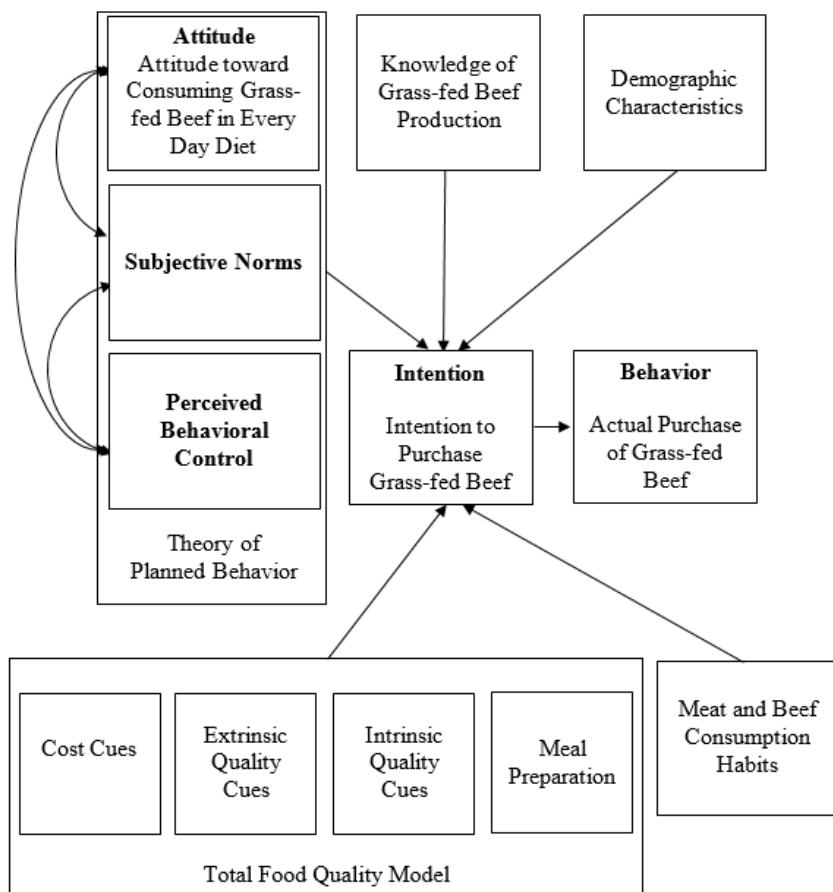 Attitude
Attitude toward
Consuming Grass-
fed Beef in Every
Day Diet
Knowledge of
Grass-fed Beef
Production
Demographic
Characteristics
Subjective Norms
Perceived
Behavioral
Control
Theory of
Planned Behavior
Intention
Intention to
Purchase
Grass-fed Beef
Behavior
Actual Purchase
of Grass-fed
Beef
Cost Cues
Extrinsic
Quality
Cues
Intrinsic
Quality
Cues
Meal
Preparation
Total Food Quality Model
Meat and Beef
Consumption
Habits